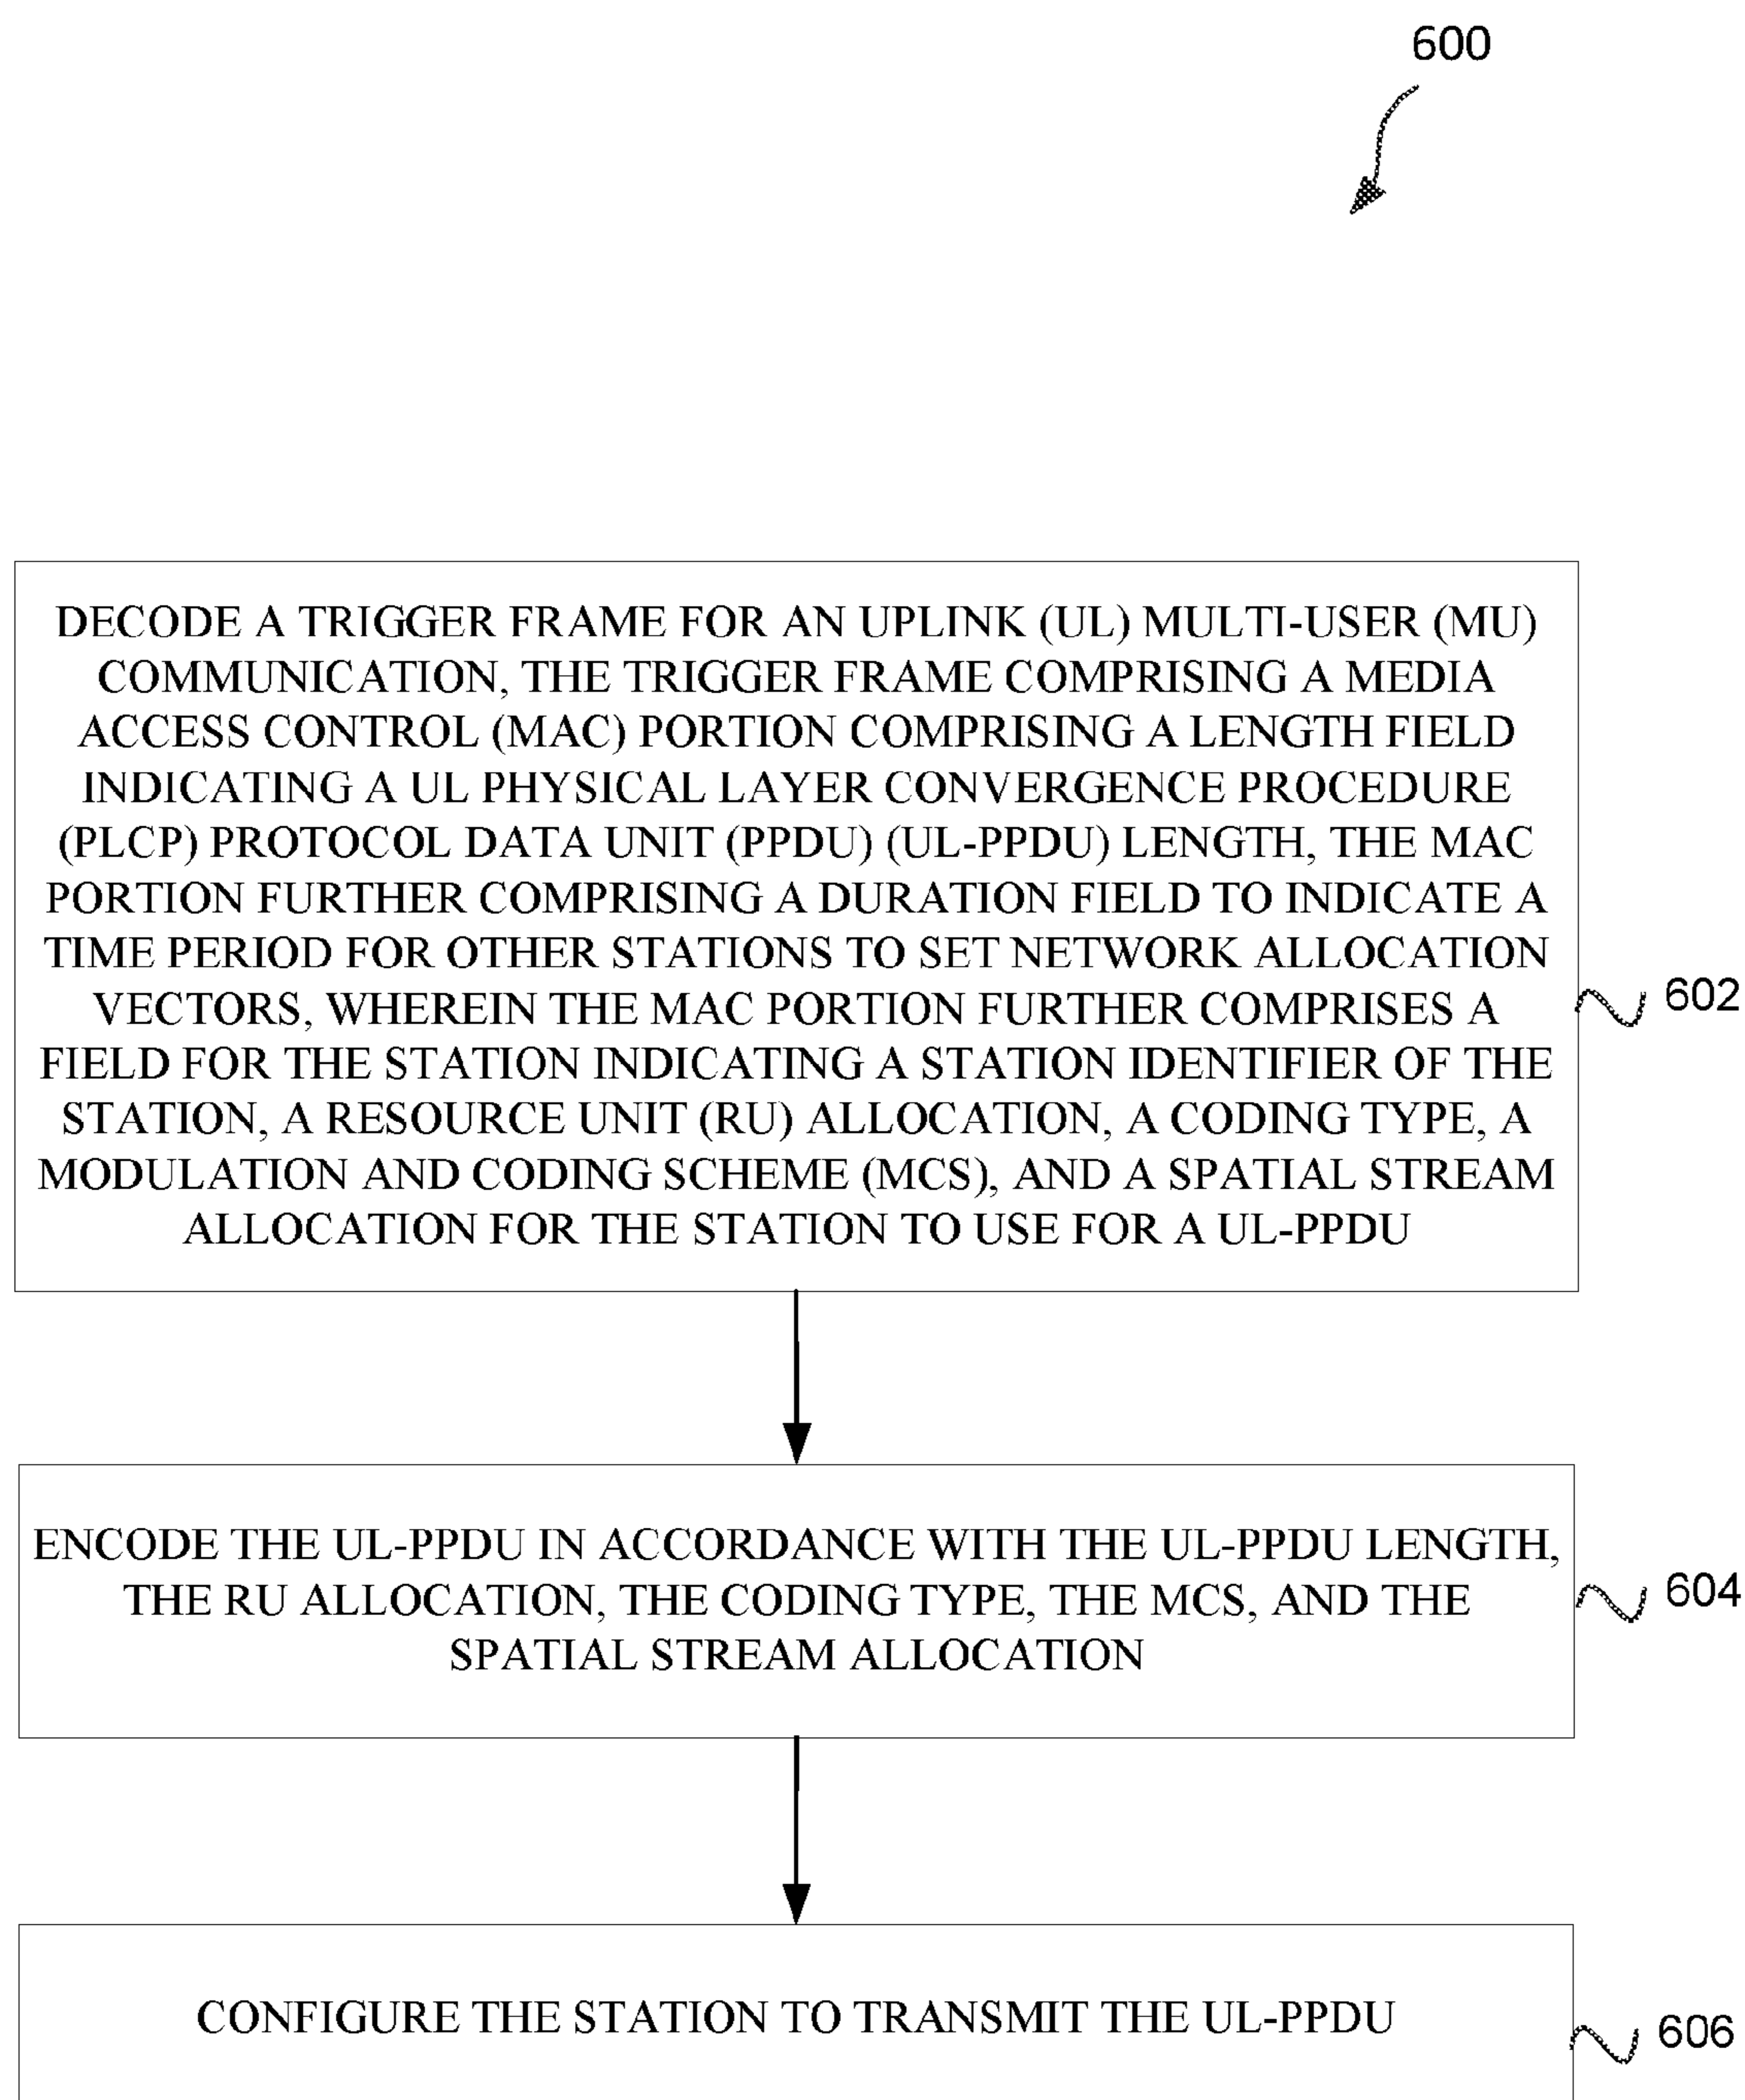 600
DECODE A TRIGGER FRAME FOR AN UPLINK (UL) MULTI-USER (MU)
COMMUNICATION, THE TRIGGER FRAME COMPRISING A MEDIA
ACCESS CONTROL (MAC) PORTION COMPRISING A LENGTH FIELD
INDICATING A UL PHYSICAL LAYER CONVERGENCE PROCEDURE
(PLCP) PROTOCOL DATA UNIT (PPDU) (UL-PPDU) LENGTH, THE MAC
PORTION FURTHER COMPRISING A DURATION FIELD TO INDICATE A
TIME PERIOD FOR OTHER STATIONS TO SET NETWORK ALLOCATION
VECTORS, WHEREIN THE MAC PORTION FURTHER COMPRISES A
FIELD FOR THE STATION INDICATING A STATION IDENTIFIER OF THE
STATION, A RESOURCE UNIT (RU) ALLOCATION, A CODING TYPE, A
MODULATION AND CODING SCHEME (MCS), AND A SPATIAL STREAM
ALLOCATION FOR THE STATION TO USE FOR A UL-PPDU
602
ENCODE THE UL-PPDU IN ACCORDANCE WITH THE UL-PPDU LENGTH,
THE RU ALLOCATION, THE CODING TYPE, THE MCS, AND THE
SPATIAL STREAM ALLOCATION
604
CONFIGURE THE STATION TO TRANSMIT THE UL-PPDU
606